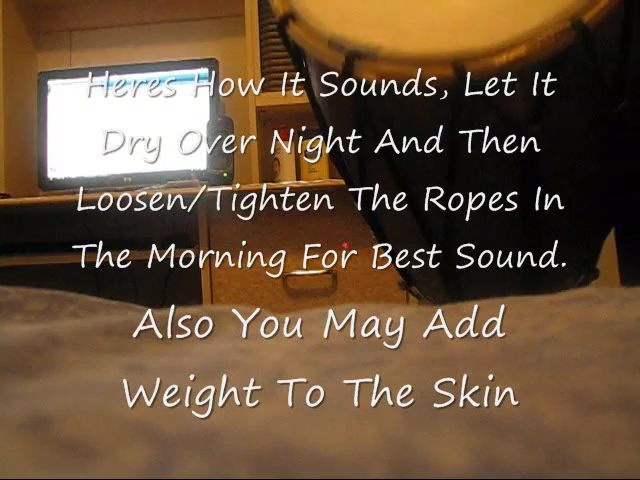 Heres How It Sounds, Let It
Dry Over Night And Then
Loosen/Tighten The Ropes In
The Morning For Best Sound.
Also You May Add
Weight To The Skin